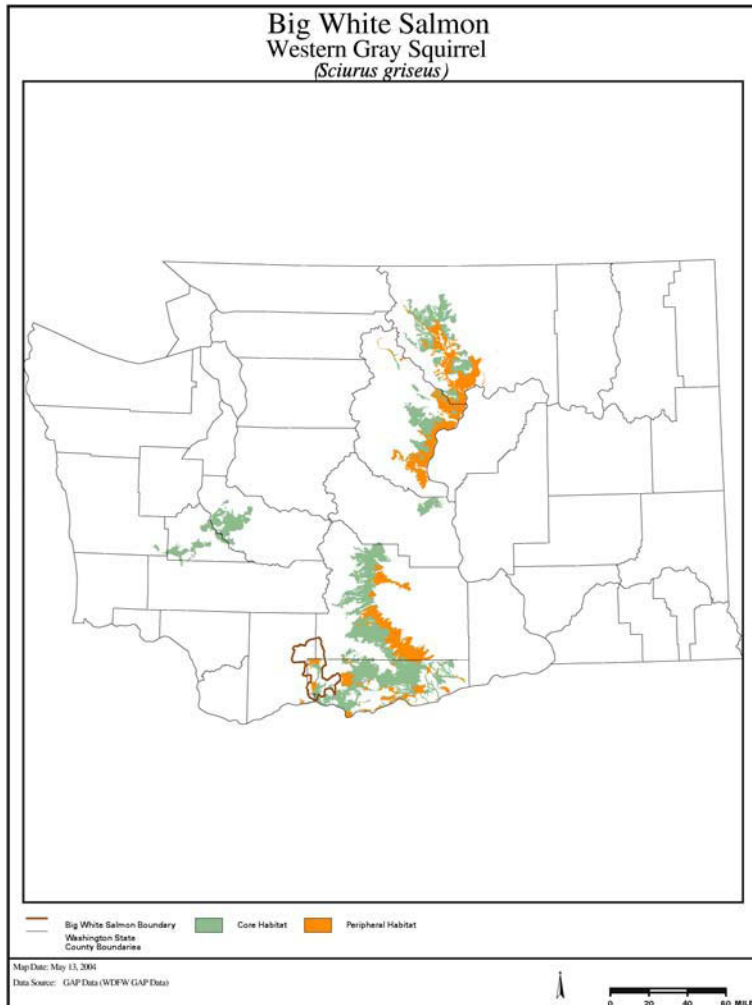 Big White Salmon
Western Gray Squirrel
(Sciurus griseus)
Big White Salmon Boundary
Washington State
County Boundaries
Core Habitat
Peripheral Habitat
Map Date: May 13, 2004
Data Source: GAP Data (WDFW GAP Data)
0 20 40 60 MILES